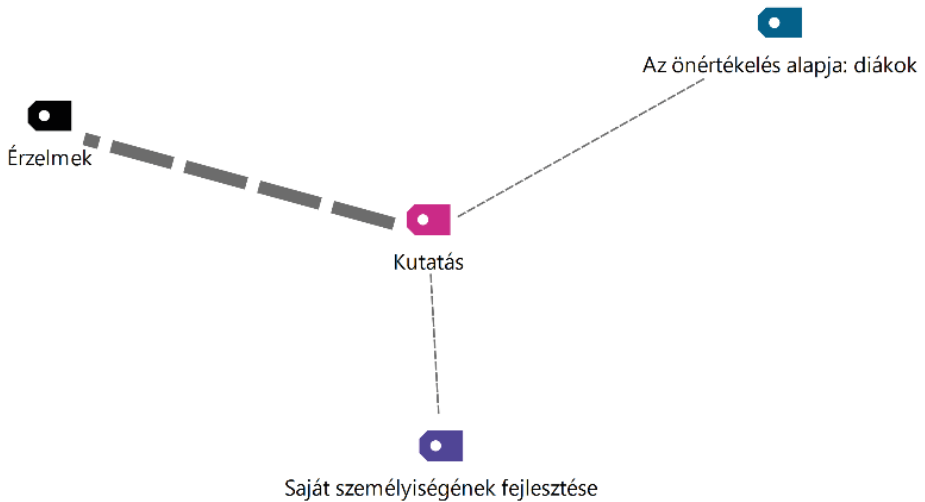 Az önértékelés alapja: diákok
Érzelmek
Kutatás
Saját személyiségének fejlesztése